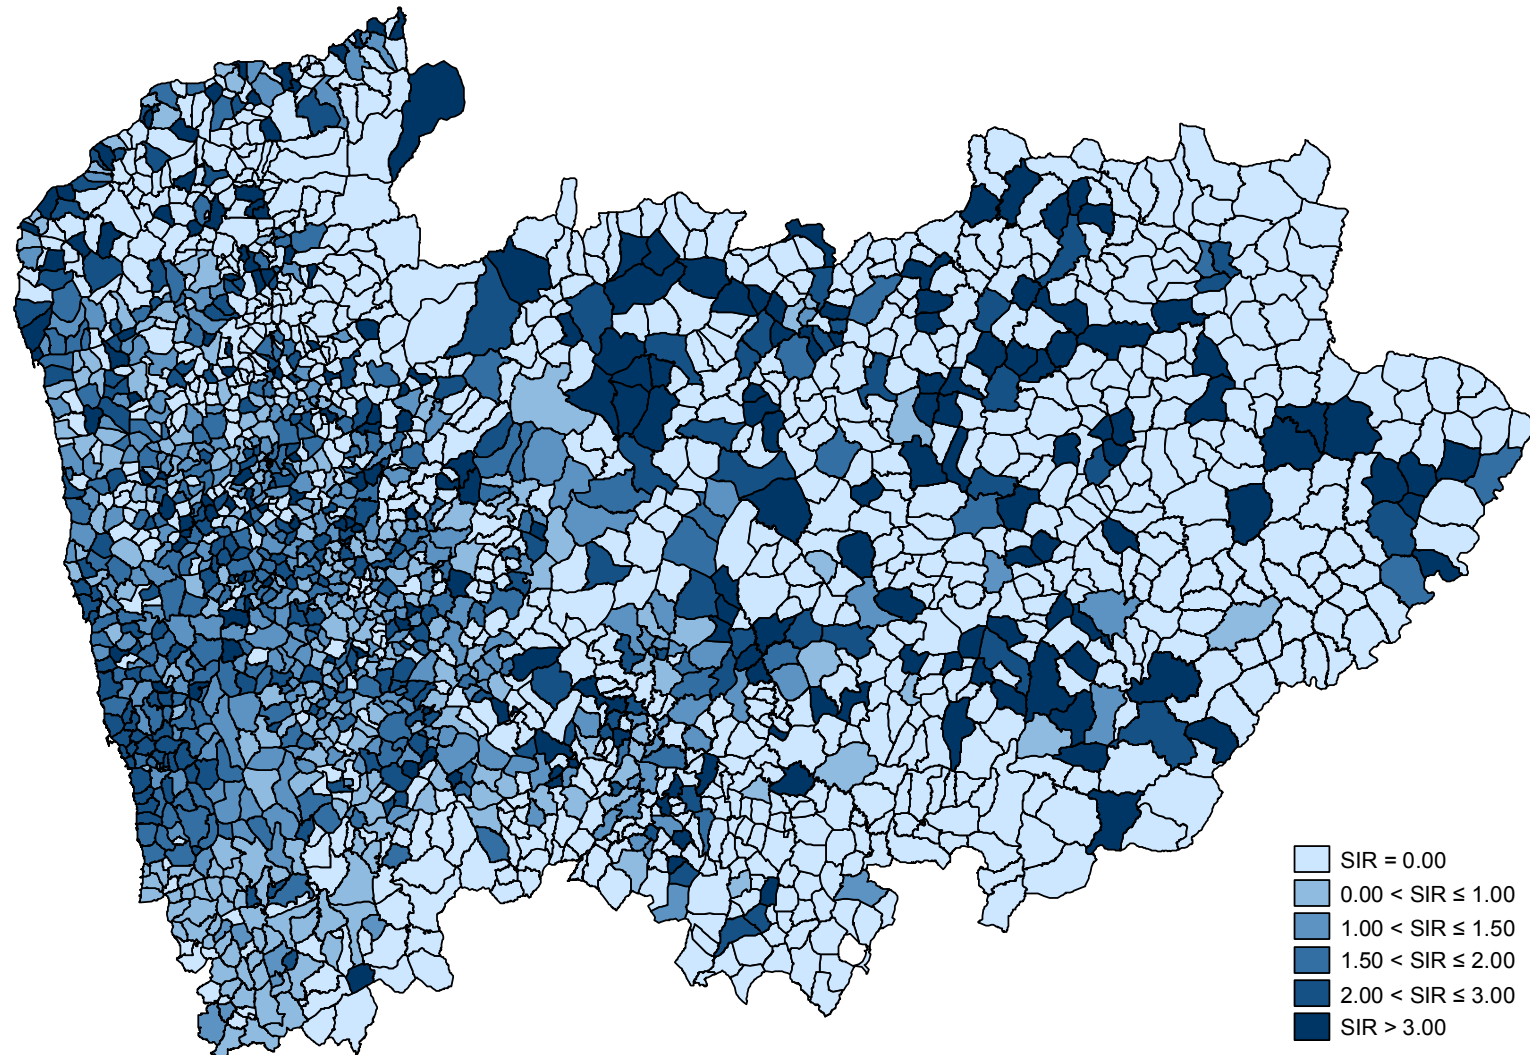 SIR = 0.00
0.00 < SIR ≤ 1.00
1.00 < SIR ≤ 1.50
1.50 < SIR ≤ 2.00
2.00 < SIR ≤ 3.00
SIR > 3.00